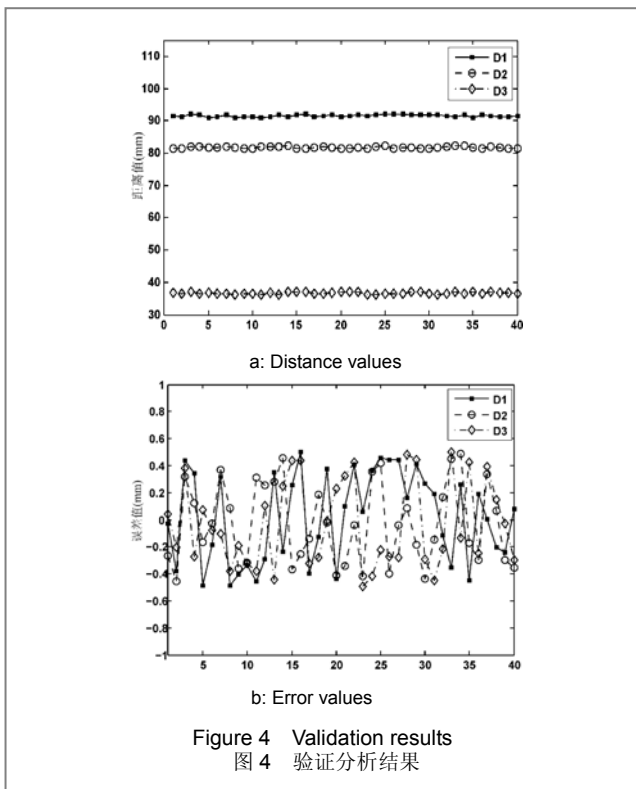 D1
D2
D3
110
100
90
80
70
60
50
40
30
距离值(mm)
0 5 10 15 20 25 30 35 40
a: Distance values
D1
D2
D3
1
0.8
0.6
0.4
0.2
0
−0.2
−0.4
−0.6
−0.8
−1
误差值(mm)
5 10 15 20 25 30 35 40
b: Error values
Figure 4 Validation results
图 4 验证分析结果